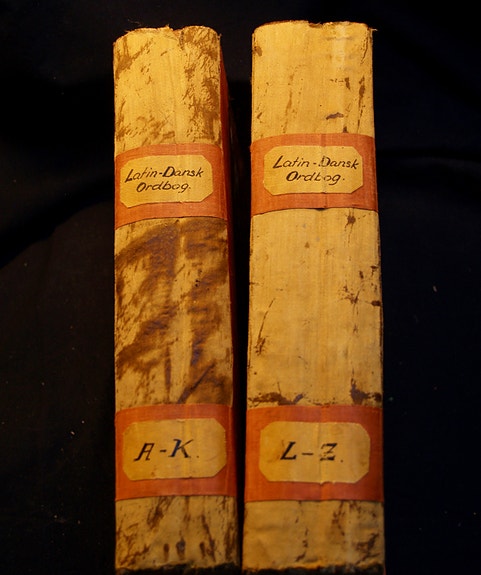 Latin-Dansk
Ordbog.
A-K.
Latin-Dansk
Ordbog.
L-Z.